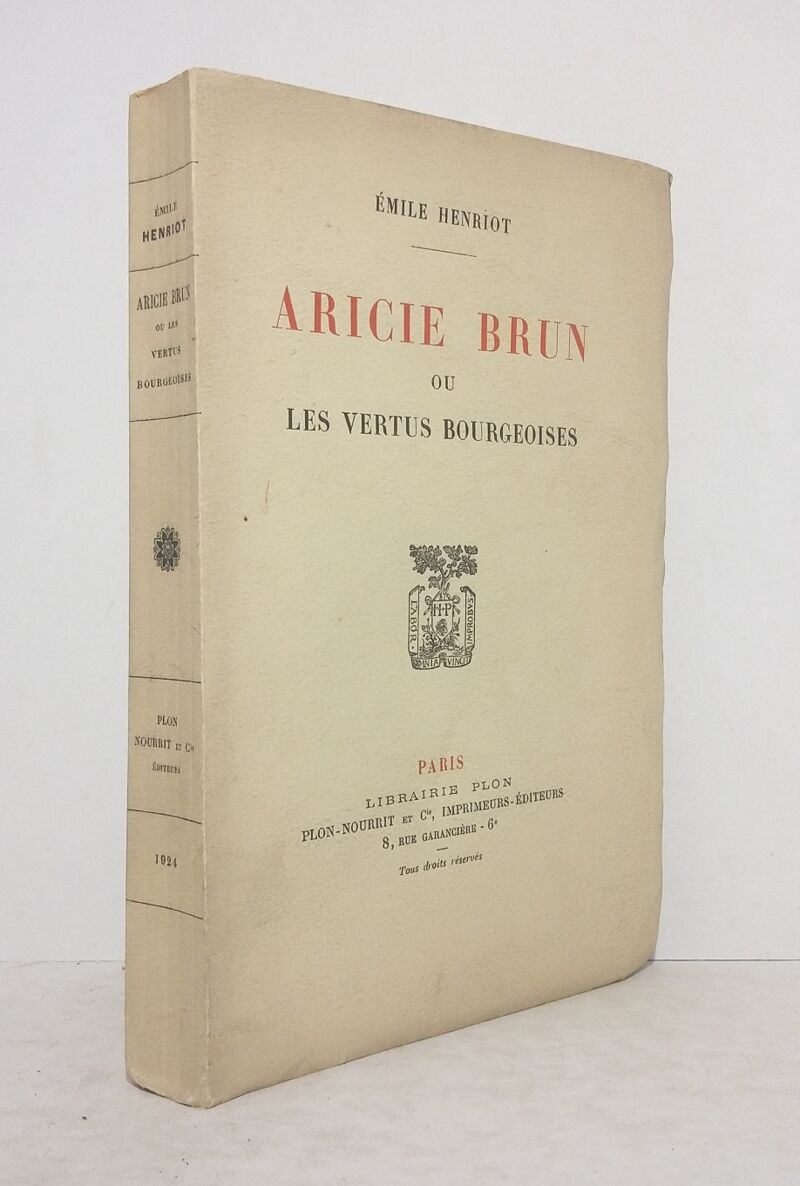 ÉMILE
HENRIOT
ARICIE BRUN
OU LES
VERTUS
BOURGEOISES
PLON
NOURRIT ET Cie
ÉDITEURS
1924
ÉMILE HENRIOT
ARICIE BRUN
OU
LES VERTUS BOURGEOISES
LABOR
H·P
IMPROBVS
OMNIA VINCIT
PARIS
LIBRAIRIE PLON
PLON-NOURRIT ET Cie, IMPRIMEURS-ÉDITEURS
8, RUE GARANCIÈRE - 6e
Tous droits réservés